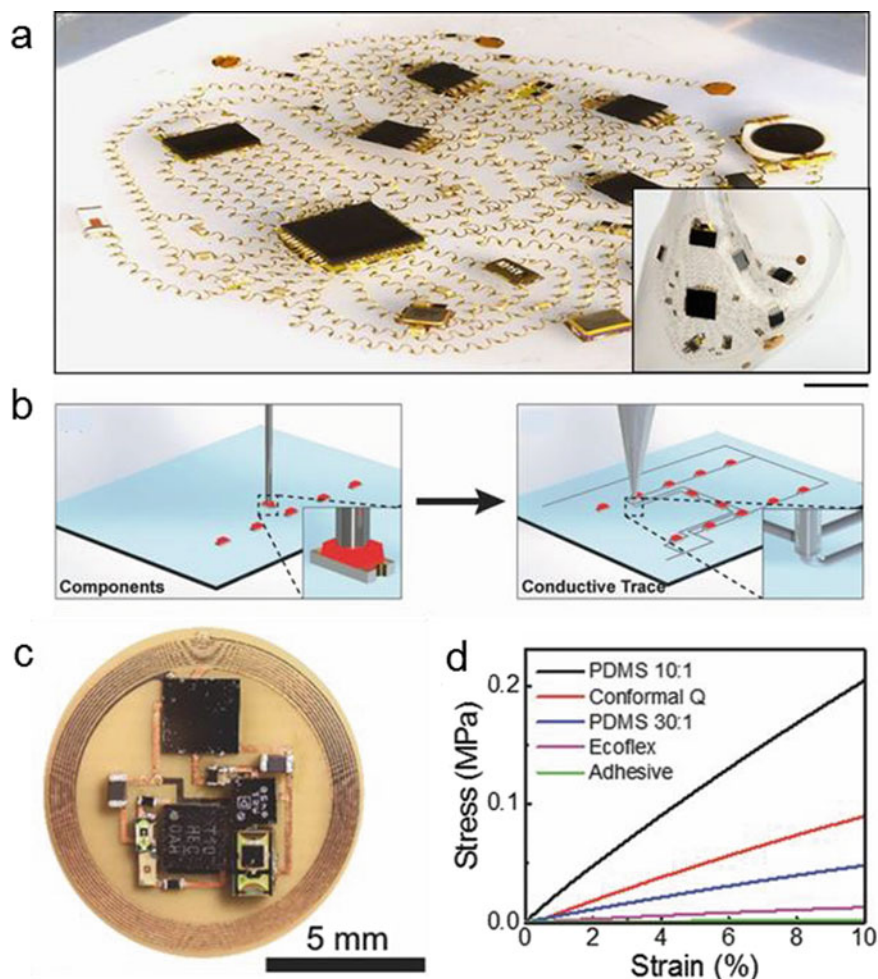 a
b
Components
Conductive Trace
c
5 mm
d
PDMS 10:1
Conformal Q
PDMS 30:1
Ecoflex
Adhesive
0.2
0.1
0.0
Stress (MPa)
0 2 4 6 8 10
Strain (%)